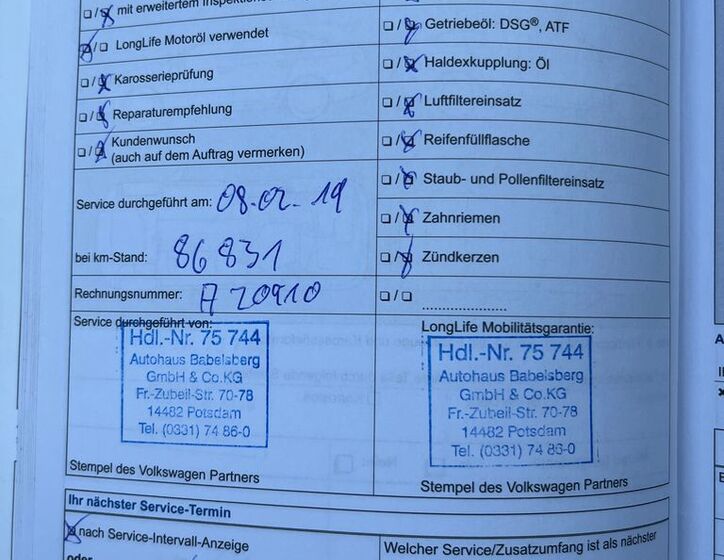 mit erweitertem
LongLife Motoröl verwendet
Karosserieprüfung
Reparaturempfehlung
Kundenwunsch
(auch auf dem Auftrag vermerken)
Service durchgeführt am: 08.02.19
bei km-Stand: 86 831
Rechnungsnummer: A 20910
Service durchgeführt von:
Hdl.-Nr. 75 744
Autohaus Babelsberg
GmbH & Co.KG
Fr.-Zubeil-Str. 70-78
14482 Potsdam
Tel. (0331) 74 86-0
Stempel des Volkswagen Partners
Getriebeöl: DSG®, ATF
Haldexkupplung: Öl
Luftfiltereinsatz
Reifenfüllflasche
Staub- und Pollenfiltereinsatz
Zahnriemen
Zündkerzen
LongLife Mobilitätsgarantie:
Hdl.-Nr. 75 744
Autohaus Babelsberg
GmbH & Co.KG
Fr.-Zubeil-Str. 70-78
14482 Potsdam
Tel. (0331) 74 86-0
Stempel des Volkswagen Partners
Ihr nächster Service-Termin
nach Service-Intervall-Anzeige
oder
Welcher Service/Zusatzumfang ist als nächster